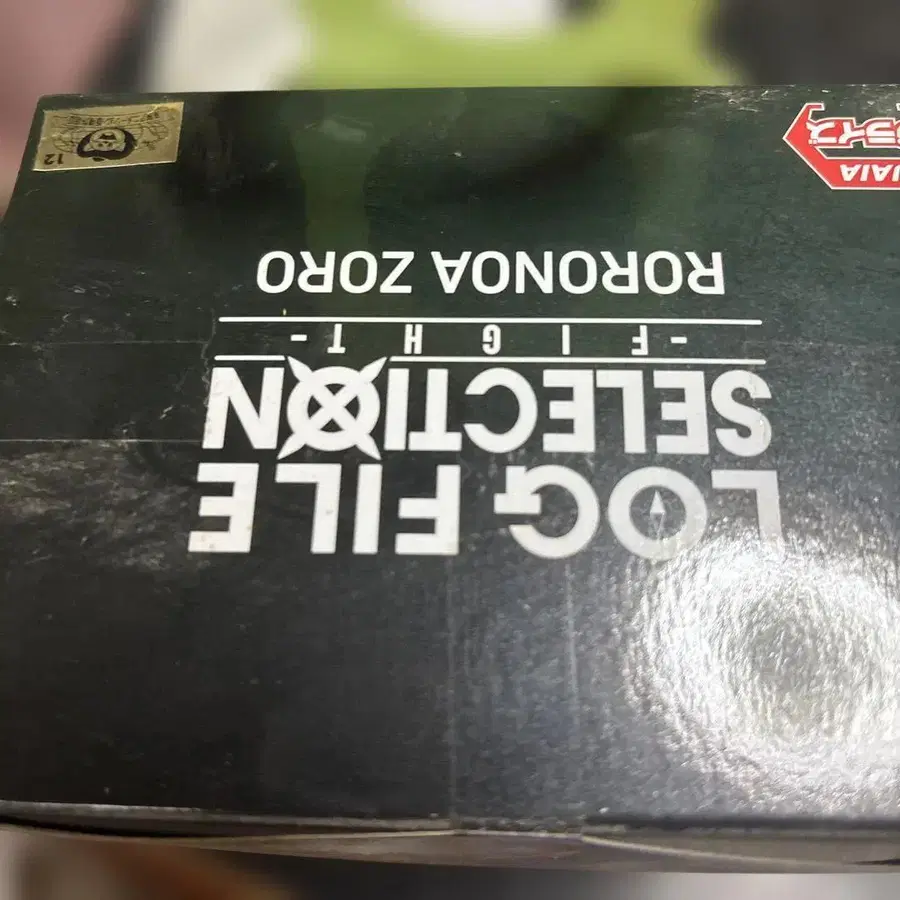 LOG FILE
SELECTION
-FIGHT-
RORONOA ZORO
12